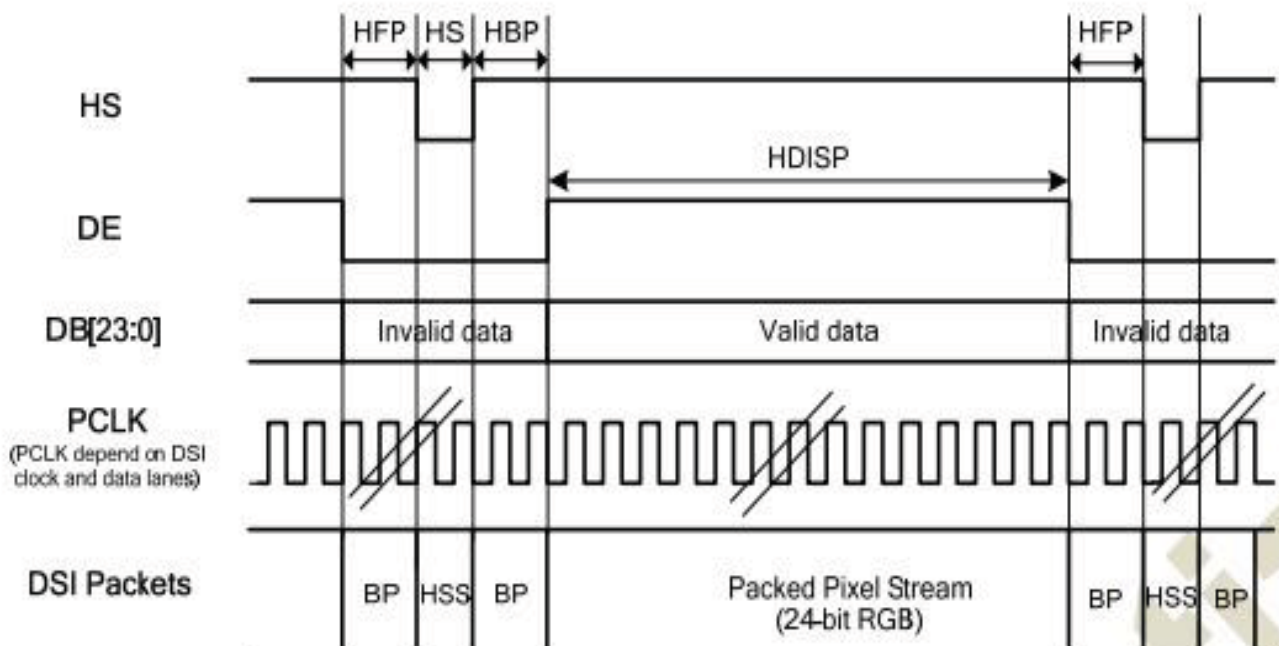 HFP HS HBP HFP
HS
HDISP
DE
DB[23:0] Invalid data Valid data Invalid data
PCLK
(PCLK depend on DSI
clock and data lanes)
DSI Packets BP HSS BP Packed Pixel Stream BP HSS BP
(24-bit RGB)